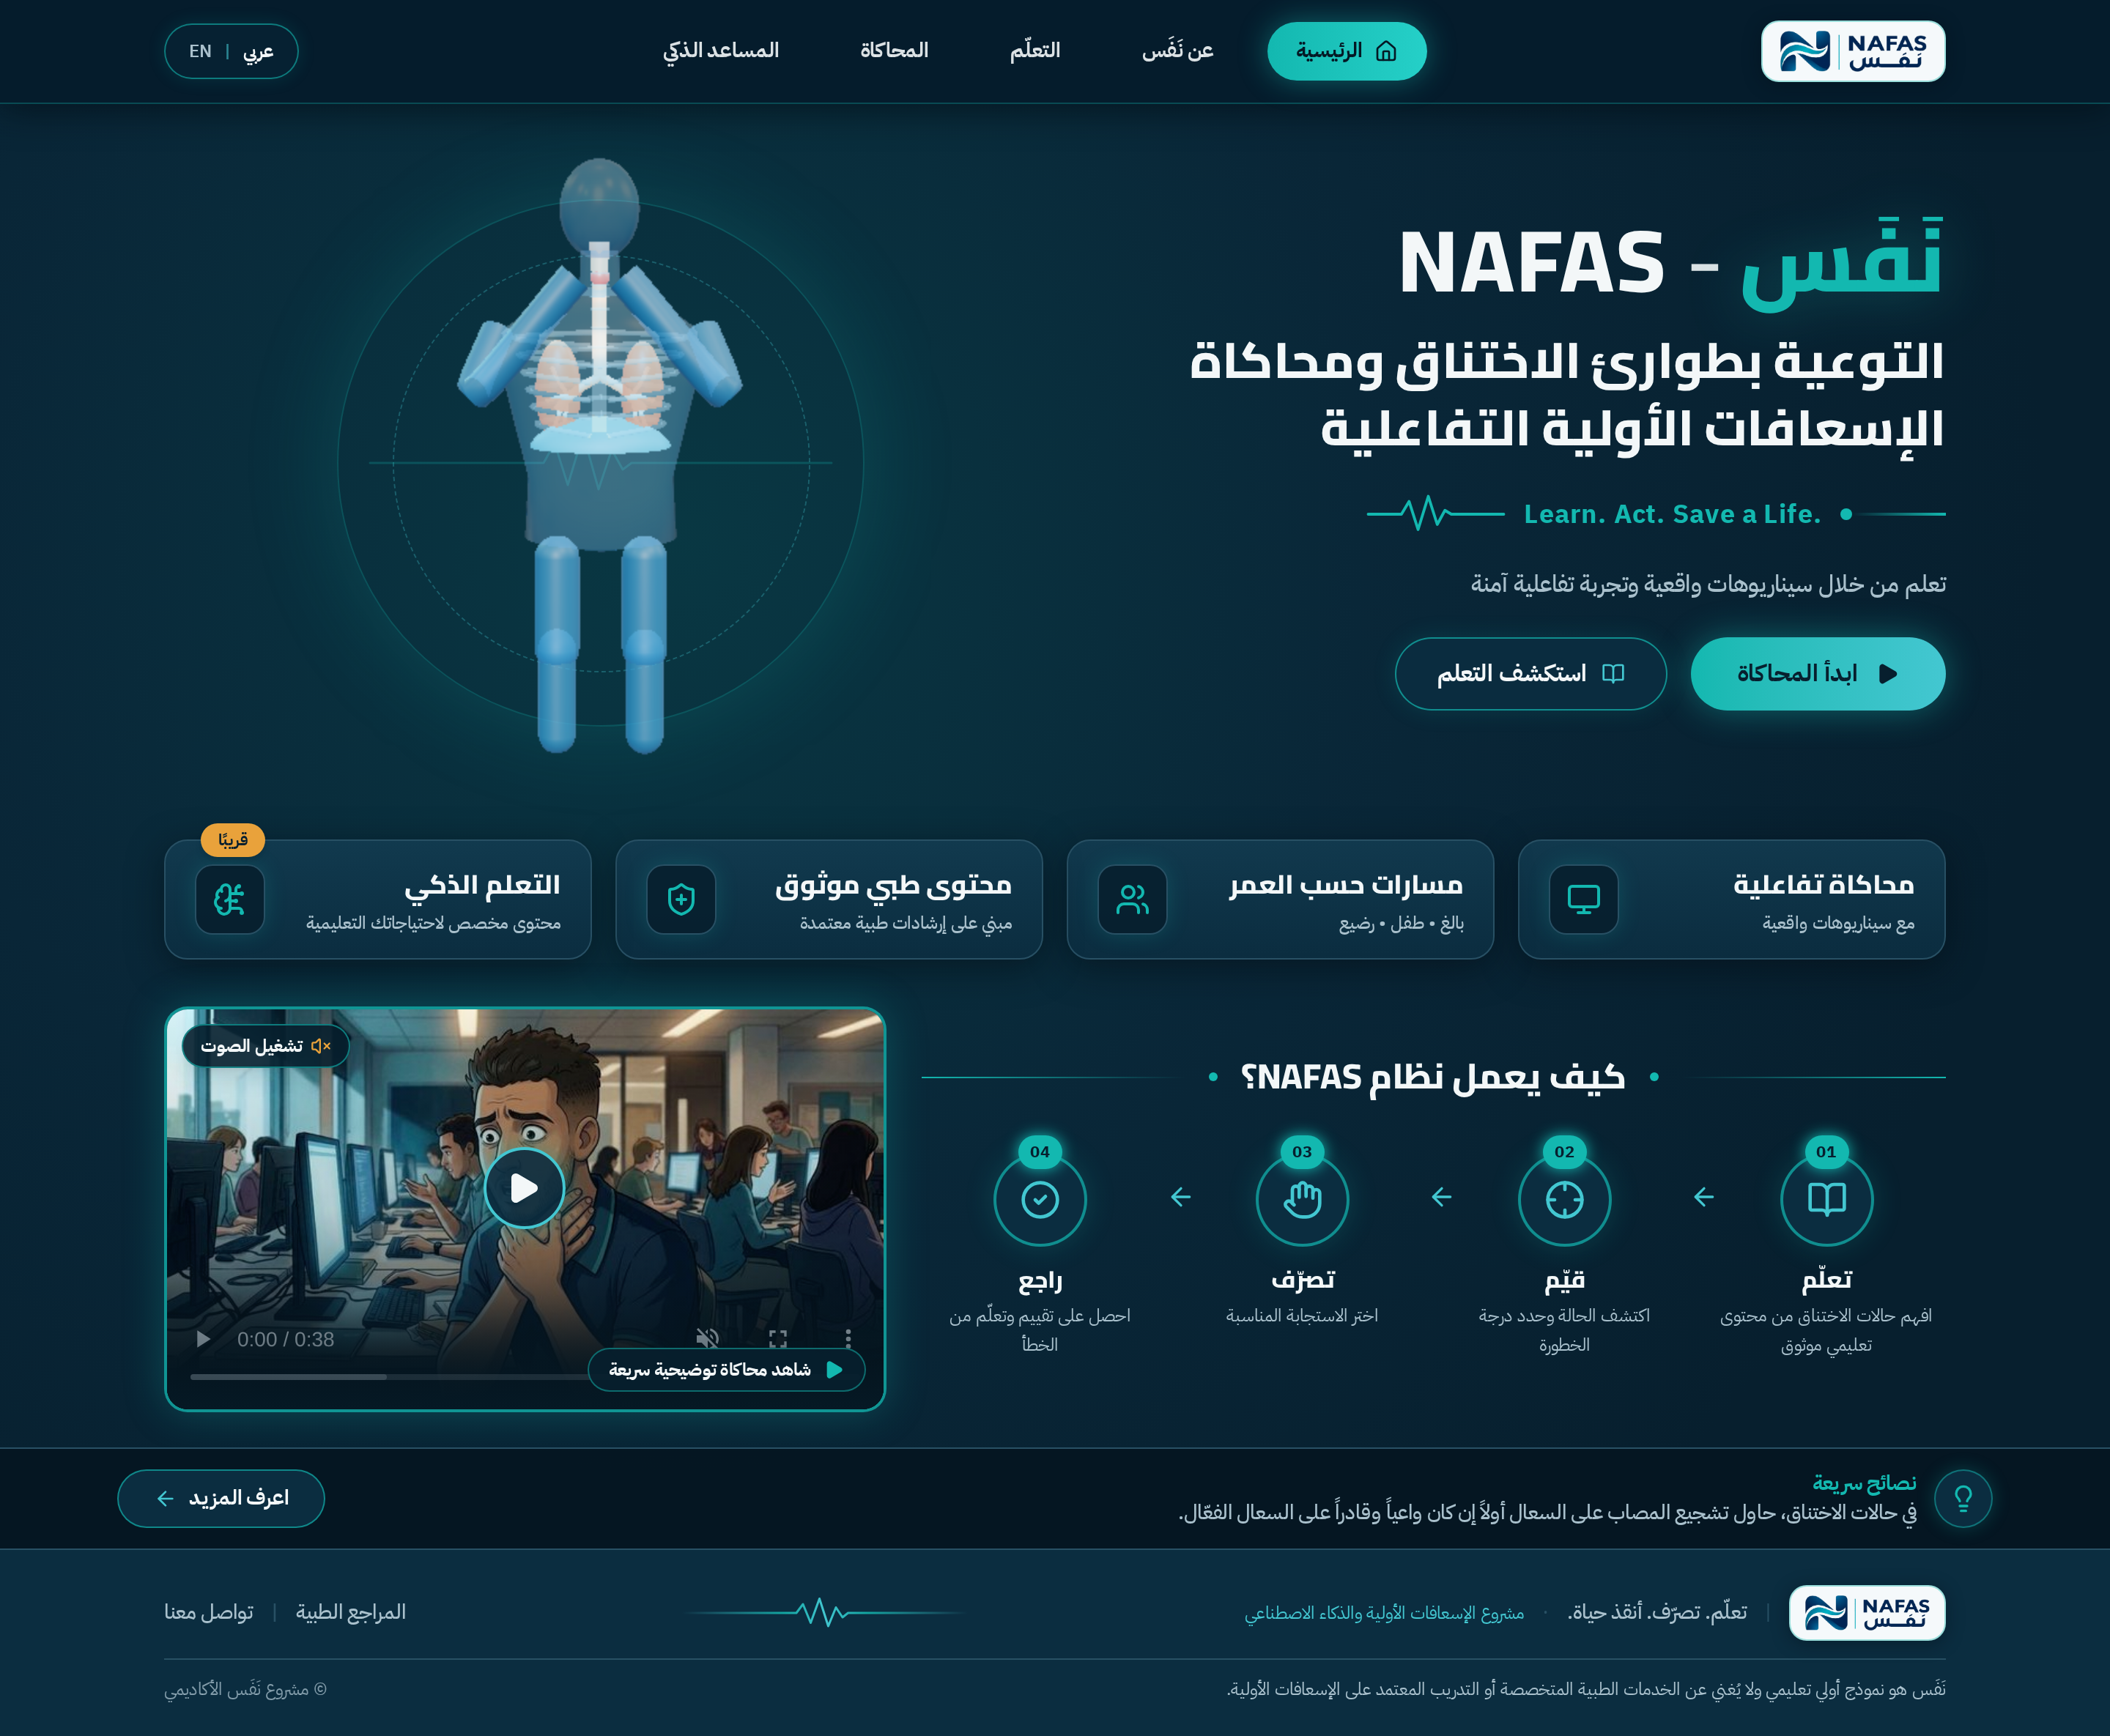 NAFAS
نَفَس
الرئيسية
عن نَفَس
التعلّم
المحاكاة
المساعد الذكي
عربي | EN
نَفَس - NAFAS
التوعية بطوارئ الاختناق ومحاكاة
الإسعافات الأولية التفاعلية
Learn. Act. Save a Life.
تعلم من خلال سيناريوهات واقعية وتجربة تفاعلية آمنة
ابدأ المحاكاة
استكشف التعلم
محاكاة تفاعلية
مع سيناريوهات واقعية
مسارات حسب العمر
بالغ • طفل • رضيع
محتوى طبي موثوق
مبني على إرشادات طبية معتمدة
قريبًا
التعلم الذكي
محتوى مخصص لاحتياجاتك التعليمية
كيف يعمل نظام NAFAS؟
01
تعلّم
افهم حالات الاختناق من محتوى
تعليمي موثوق
02
قيّم
اكتشف الحالة وحدد درجة
الخطورة
03
تصرّف
اختر الاستجابة المناسبة
04
راجع
احصل على تقييم وتعلّم من
الخطأ
تشغيل الصوت
0:00 / 0:38
شاهد محاكاة توضيحية سريعة
نصائح سريعة
في حالات الاختناق، حاول تشجيع المصاب على السعال أولاً إن كان واعياً وقادراً على السعال الفعّال.
اعرف المزيد
NAFAS
نَفَس
تعلّم. تصرّف. أنقذ حياة.
· مشروع الإسعافات الأولية والذكاء الاصطناعي
المراجع الطبية | تواصل معنا
نَفَس هو نموذج أولي تعليمي ولا يُغني عن الخدمات الطبية المتخصصة أو التدريب المعتمد على الإسعافات الأولية.
© مشروع نَفَس الأكاديمي